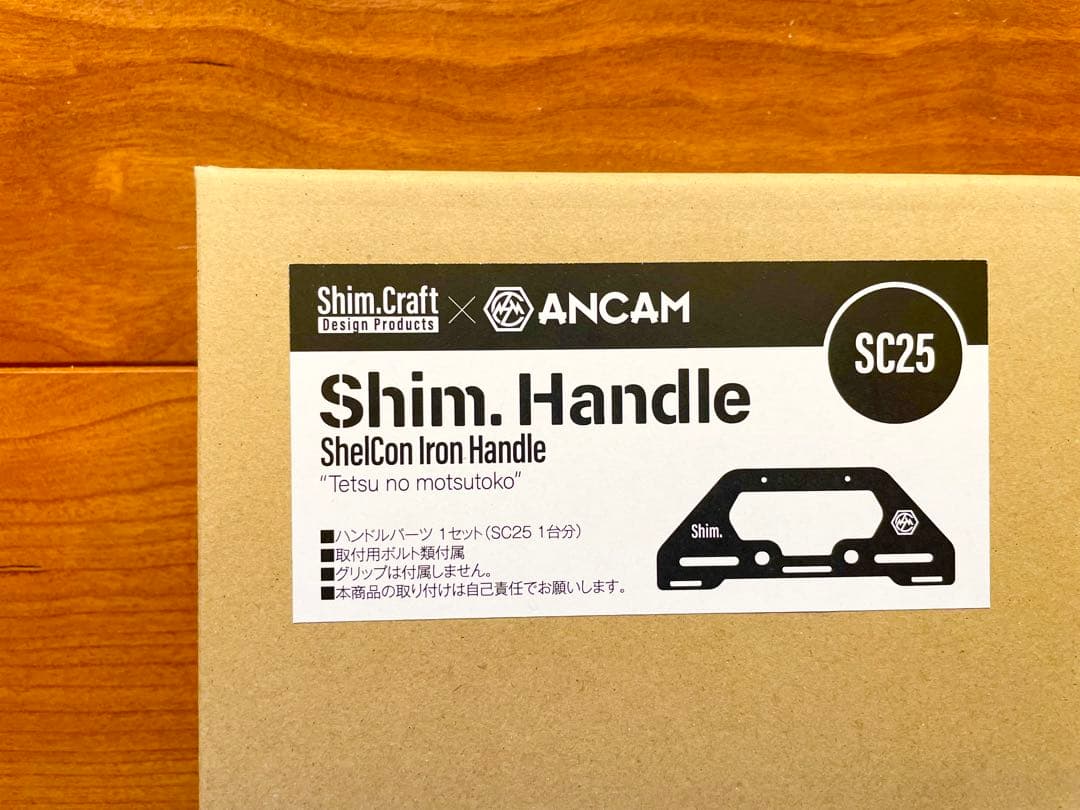 Shim.Craft × ANCAM
Design Products
SC25
Shim. Handle
ShelCon Iron Handle
"Tetsu no motsutoko"
■ハンドルパーツ 1セット(SC25 1台分)
■取付用ボルト類付属
■グリップは付属しません。
■本商品の取り付けは自己責任でお願いします。
Shim.